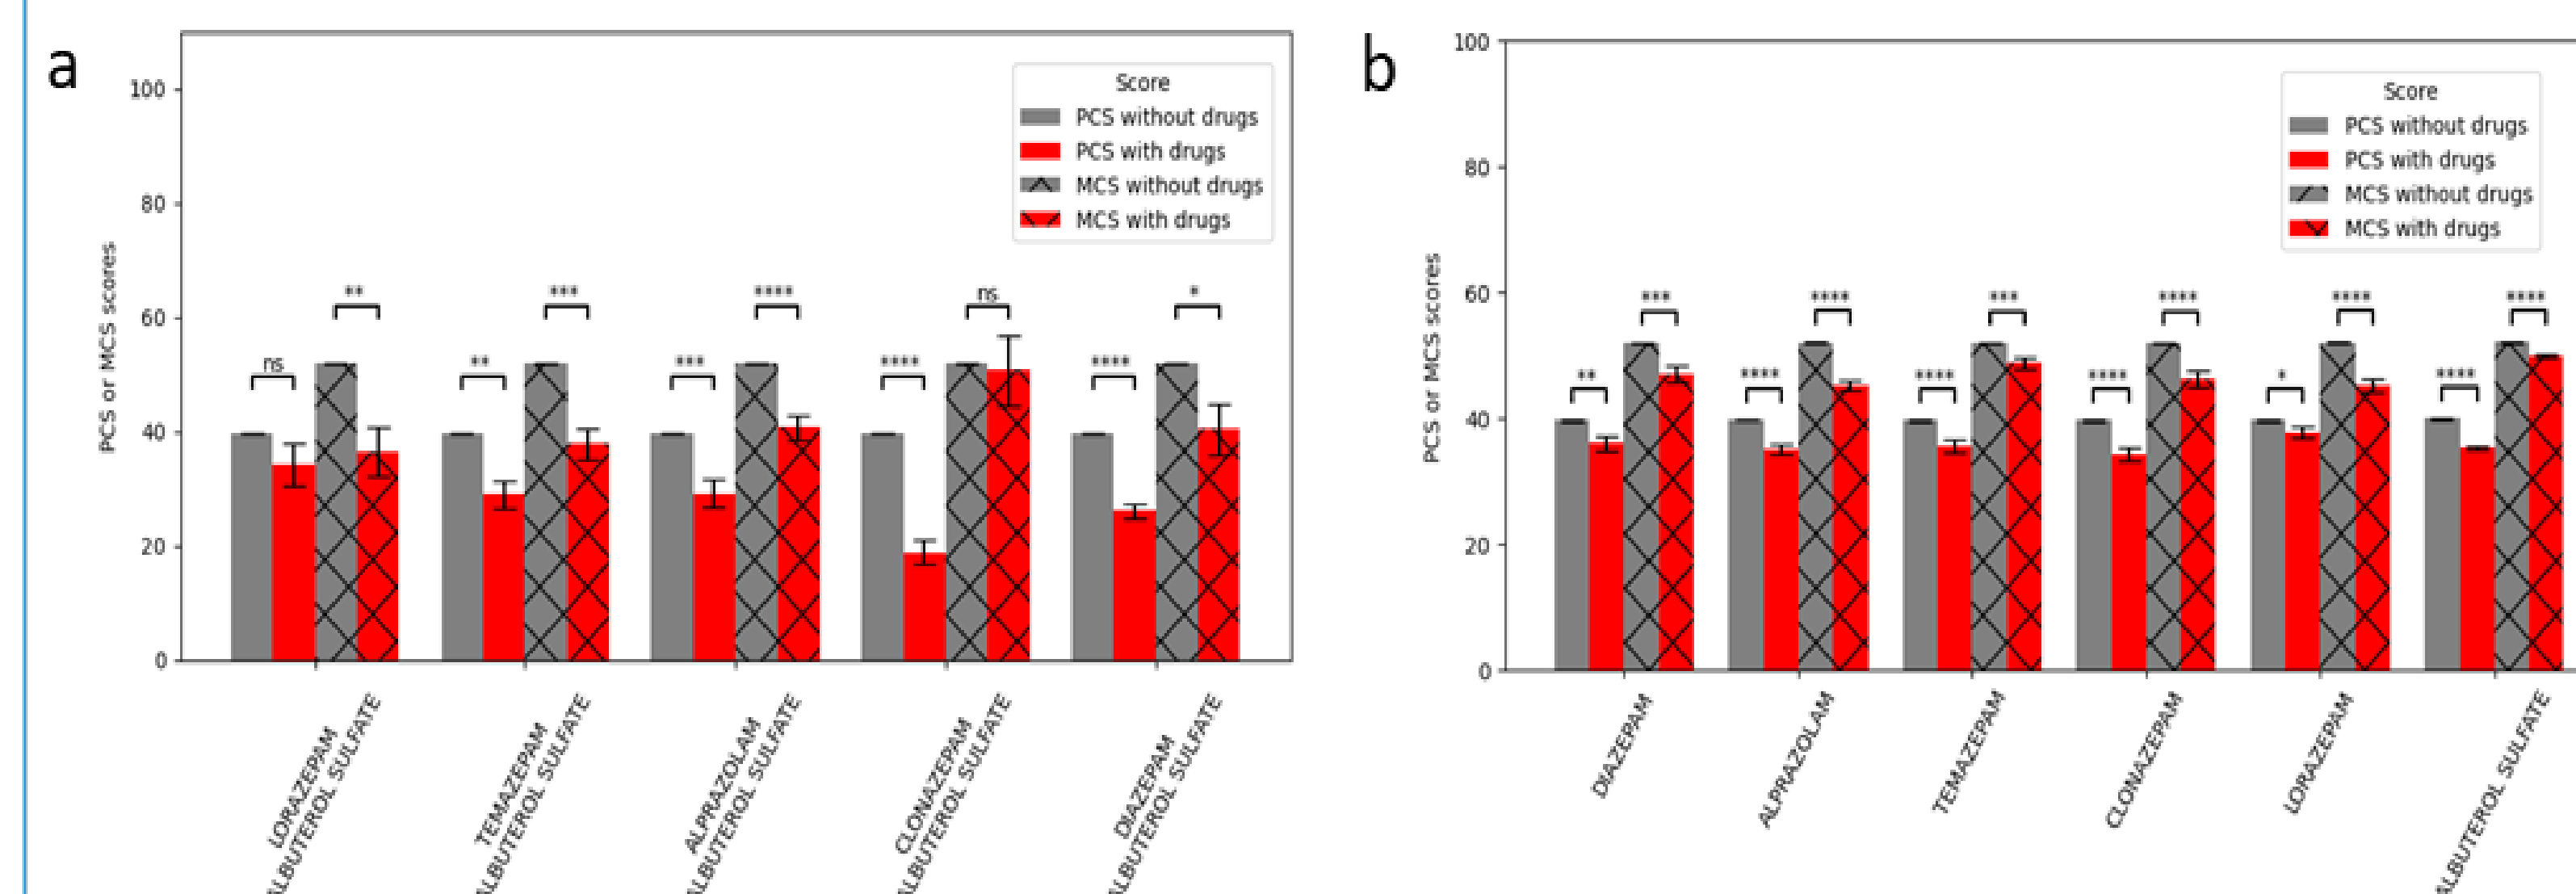 a
PCS or MCS scores
100
80
60
40
20
0
Score
PCS without drugs
PCS with drugs
MCS without drugs
MCS with drugs
ns
**
**
***
***
****
****
ns
****
*
LORAZEPAM
ALBUTEROL SULFATE
TEMAZEPAM
ALBUTEROL SULFATE
ALPRAZOLAM
ALBUTEROL SULFATE
CLONAZEPAM
ALBUTEROL SULFATE
DIAZEPAM
ALBUTEROL SULFATE
b
PCS or MCS scores
100
80
60
40
20
0
Score
PCS without drugs
PCS with drugs
MCS without drugs
MCS with drugs
**
***
****
****
****
***
****
****
*
****
****
****
DIAZEPAM
ALPRAZOLAM
TEMAZEPAM
CLONAZEPAM
LORAZEPAM
ALBUTEROL SULFATE